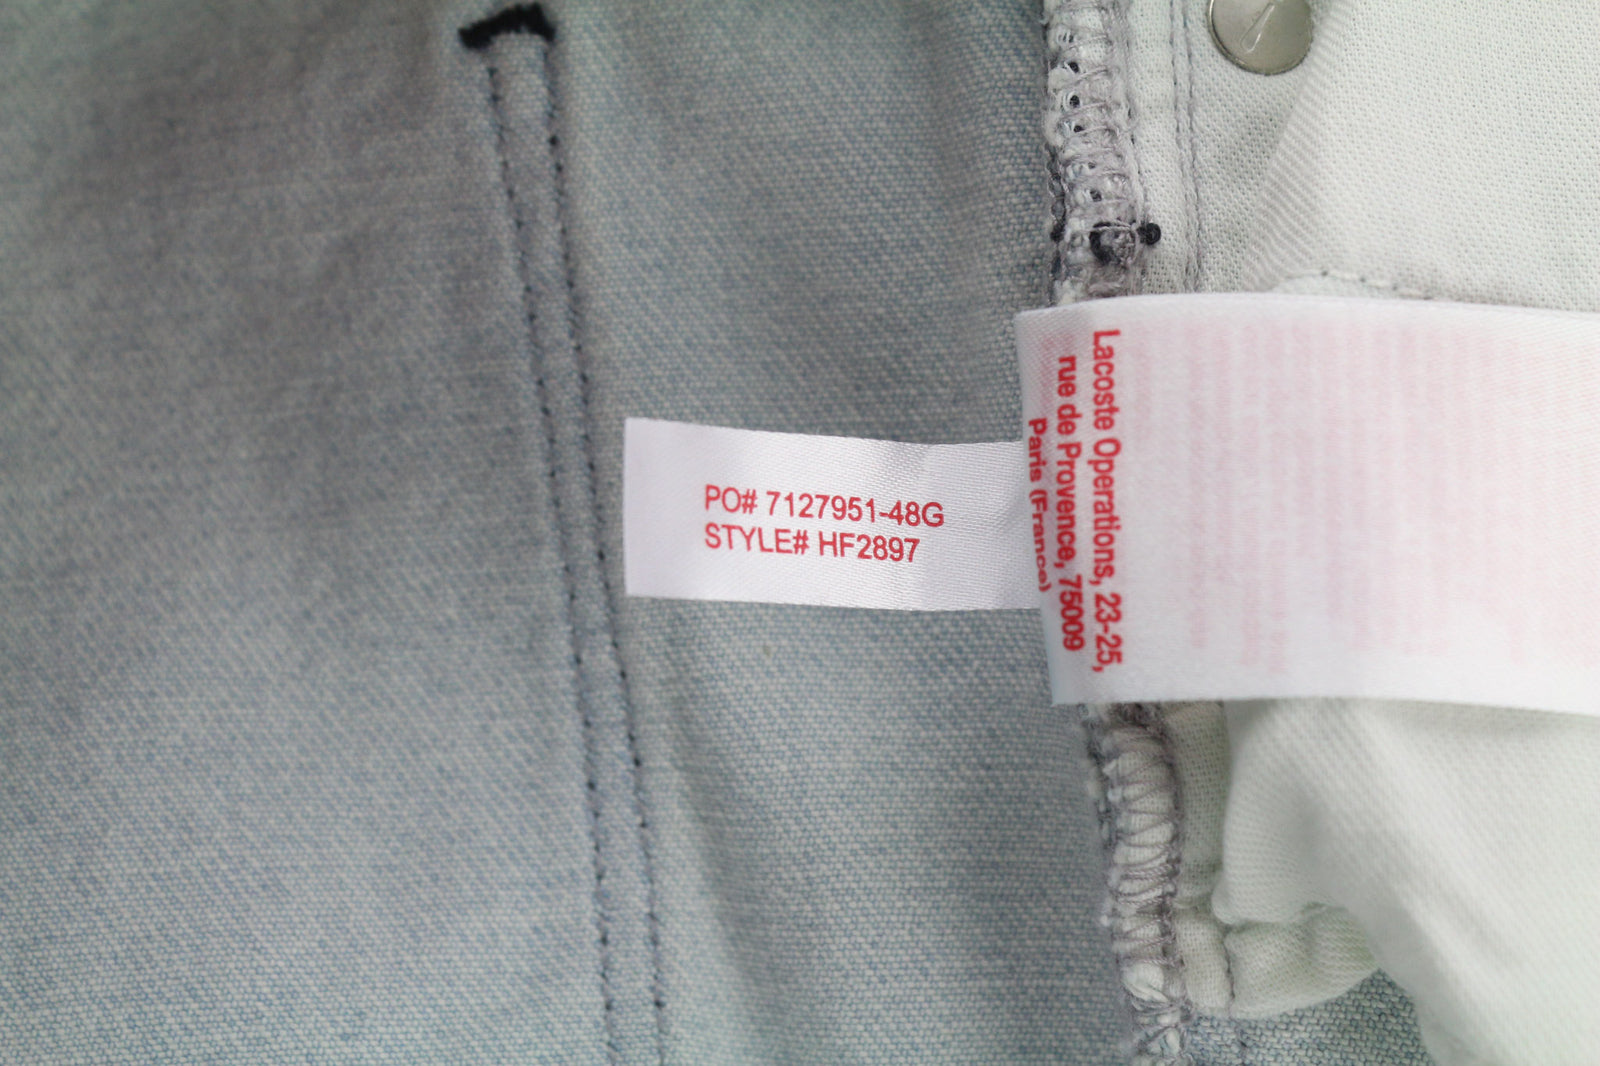 PO# 7127951-48G
STYLE# HF2897
Lacoste Operations, 23-25,
rue de Provence, 75009
Paris (France)